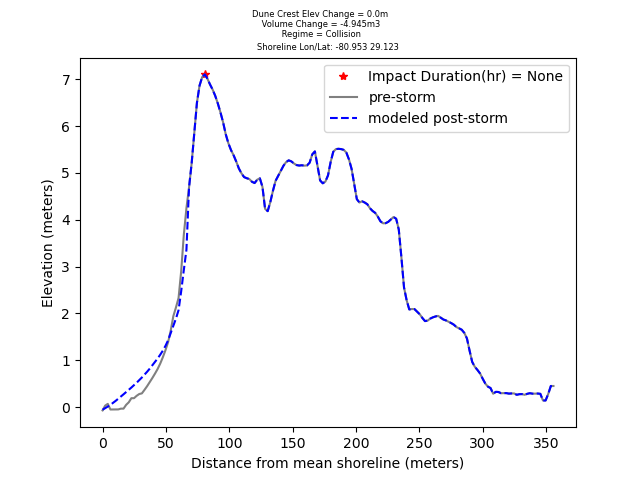 Dune Crest Elev Change = 0.0m
Volume Change = -4.945m3
Regime = Collision
Shoreline Lon/Lat: -80.953 29.123
Impact Duration(hr) = None
pre-storm
modeled post-storm
7
6
5
4
3
2
1
0
Elevation (meters)
0 50 100 150 200 250 300 350
Distance from mean shoreline (meters)